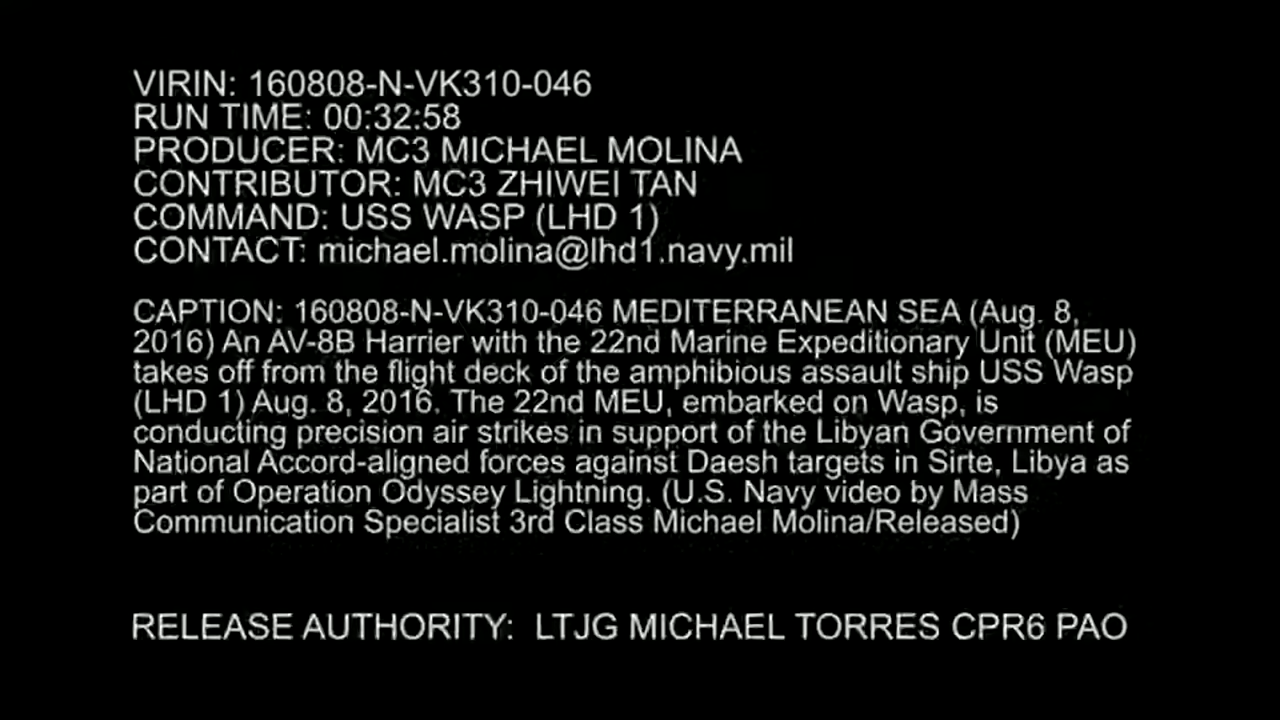 VIRIN: 160808-N-VK310-046
RUN TIME: 00:32:58
PRODUCER: MC3 MICHAEL MOLINA
CONTRIBUTOR: MC3 ZHIWEI TAN
COMMAND: USS WASP (LHD 1)
CONTACT: michael.molina@lhd1.navy.mil
CAPTION: 160808-N-VK310-046 MEDITERRANEAN SEA (Aug. 8,
2016) An AV-8B Harrier with the 22nd Marine Expeditionary Unit (MEU)
takes off from the flight deck of the amphibious assault ship USS Wasp
(LHD 1) Aug. 8, 2016. The 22nd MEU, embarked on Wasp, is
conducting precision air strikes in support of the Libyan Government of
National Accord-aligned forces against Daesh targets in Sirte, Libya as
part of Operation Odyssey Lightning. (U.S. Navy video by Mass
Communication Specialist 3rd Class Michael Molina/Released)
RELEASE AUTHORITY:  LTJG MICHAEL TORRES CPR6 PAO